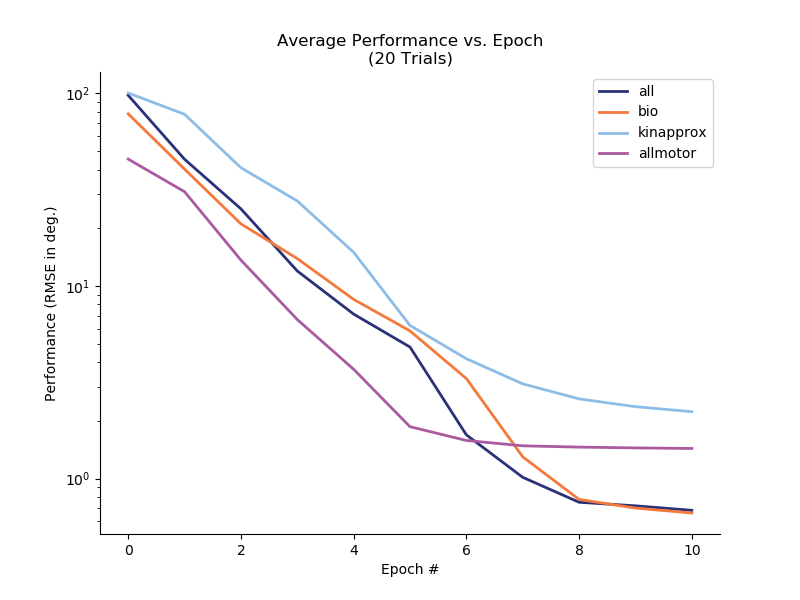 Average Performance vs. Epoch
(20 Trials)
all
bio
kinapprox
allmotor
Performance (RMSE in deg.)
10²
10¹
10⁰
0 2 4 6 8 10
Epoch #